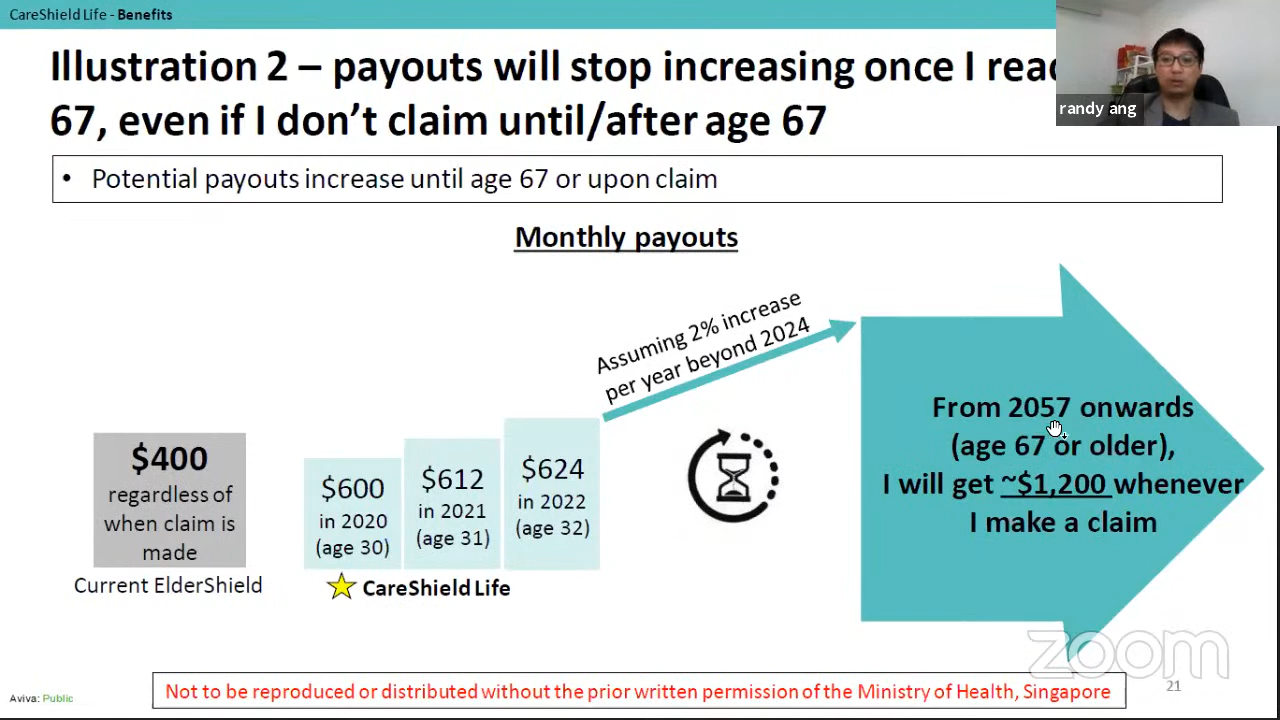 CareShield Life - Benefits
Illustration 2 – payouts will stop increasing once I reac
67, even if I don't claim until/after age 67
randy ang
• Potential payouts increase until age 67 or upon claim
Monthly payouts
Assuming 2% increase
per year beyond 2024
$400
regardless of
when claim is
made
Current ElderShield
$600
in 2020
(age 30)
$612
in 2021
(age 31)
$624
in 2022
(age 32)
CareShield Life
From 2057 onwards
(age 67 or older),
I will get ~$1,200 whenever
I make a claim
zoom
Aviva: Public
Not to be reproduced or distributed without the prior written permission of the Ministry of Health, Singapore
21